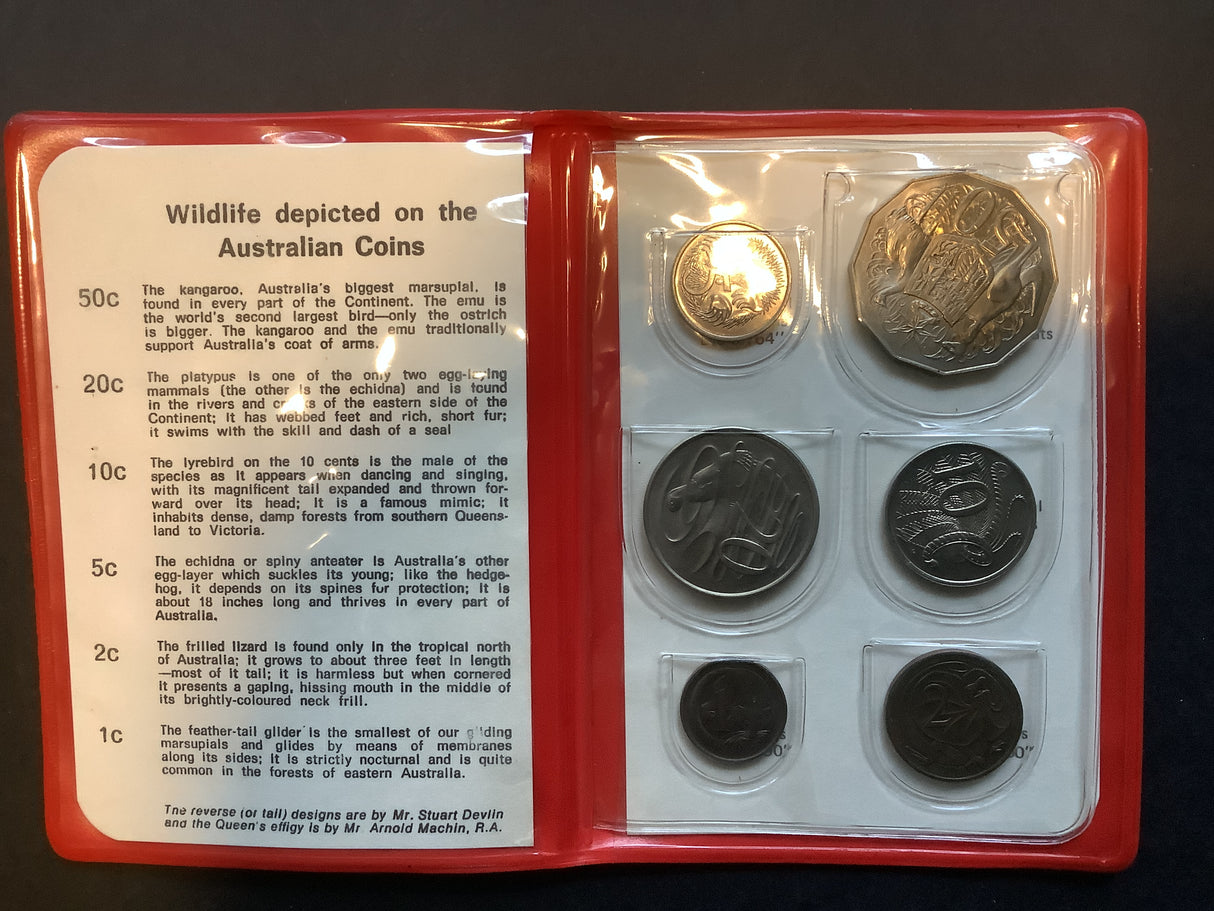 Wildlife depicted on the
Australian Coins
50c The kangaroo, Australia's biggest marsupial, is
found in every part of the Continent. The emu is
the world's second largest bird—only the ostrich
is bigger. The kangaroo and the emu traditionally
support Australia's coat of arms.
20c The platypus is one of the only two egg-laying
mammals (the other is the echidna) and is found
in the rivers and creeks of the eastern side of the
Continent; it has webbed feet and rich, short fur;
it swims with the skill and dash of a seal
10c The lyrebird on the 10 cents is the male of the
species as it appears when dancing and singing,
with its magnificent tail expanded and thrown for-
ward over its head; it is a famous mimic; it
inhabits dense, damp forests from southern Queens-
land to Victoria.
5c The echidna or spiny anteater is Australia's other
egg-layer which suckles its young; like the hedge-
hog, it depends on its spines fur protection; it is
about 18 inches long and thrives in every part of
Australia.
2c The frilled lizard is found only in the tropical north
of Australia; it grows to about three feet in length
—most of it tail; it is harmless but when cornered
it presents a gaping, hissing mouth in the middle of
its brightly-coloured neck frill.
1c The feather-tail glider is the smallest of our gliding
marsupials and glides by means of membranes
along its sides; it is strictly nocturnal and is quite
common in the forests of eastern Australia.
The reverse (or tail) designs are by Mr. Stuart Devlin
and the Queen's effigy is by Mr Arnold Machin, R.A.
5
50
20
10
1
2